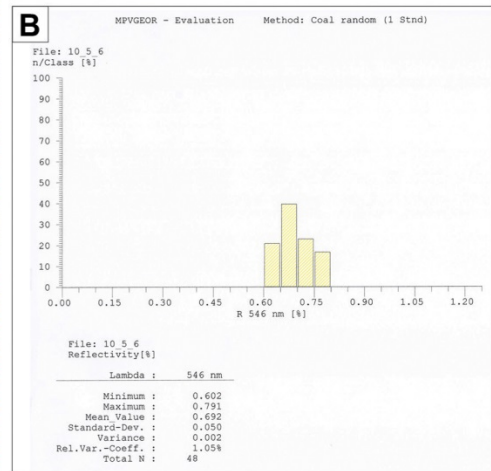 B
MPVGEOR - Evaluation Method: Coal random (1 Stnd)
File: 10_5_6
n/Class [%]
100
90
80
70
60
50
40
30
20
10
0
0.00 0.15 0.30 0.45 0.60 0.75 0.90 1.05 1.20
R 546 nm [%]
File: 10_5_6
Reflectivity[%]
Lambda : 546 nm
Minimum : 0.602
Maximum : 0.791
Mean_Value : 0.692
Standard-Dev. : 0.050
Variance : 0.002
Rel.Var.-Coeff. : 1.05%
Total N : 48